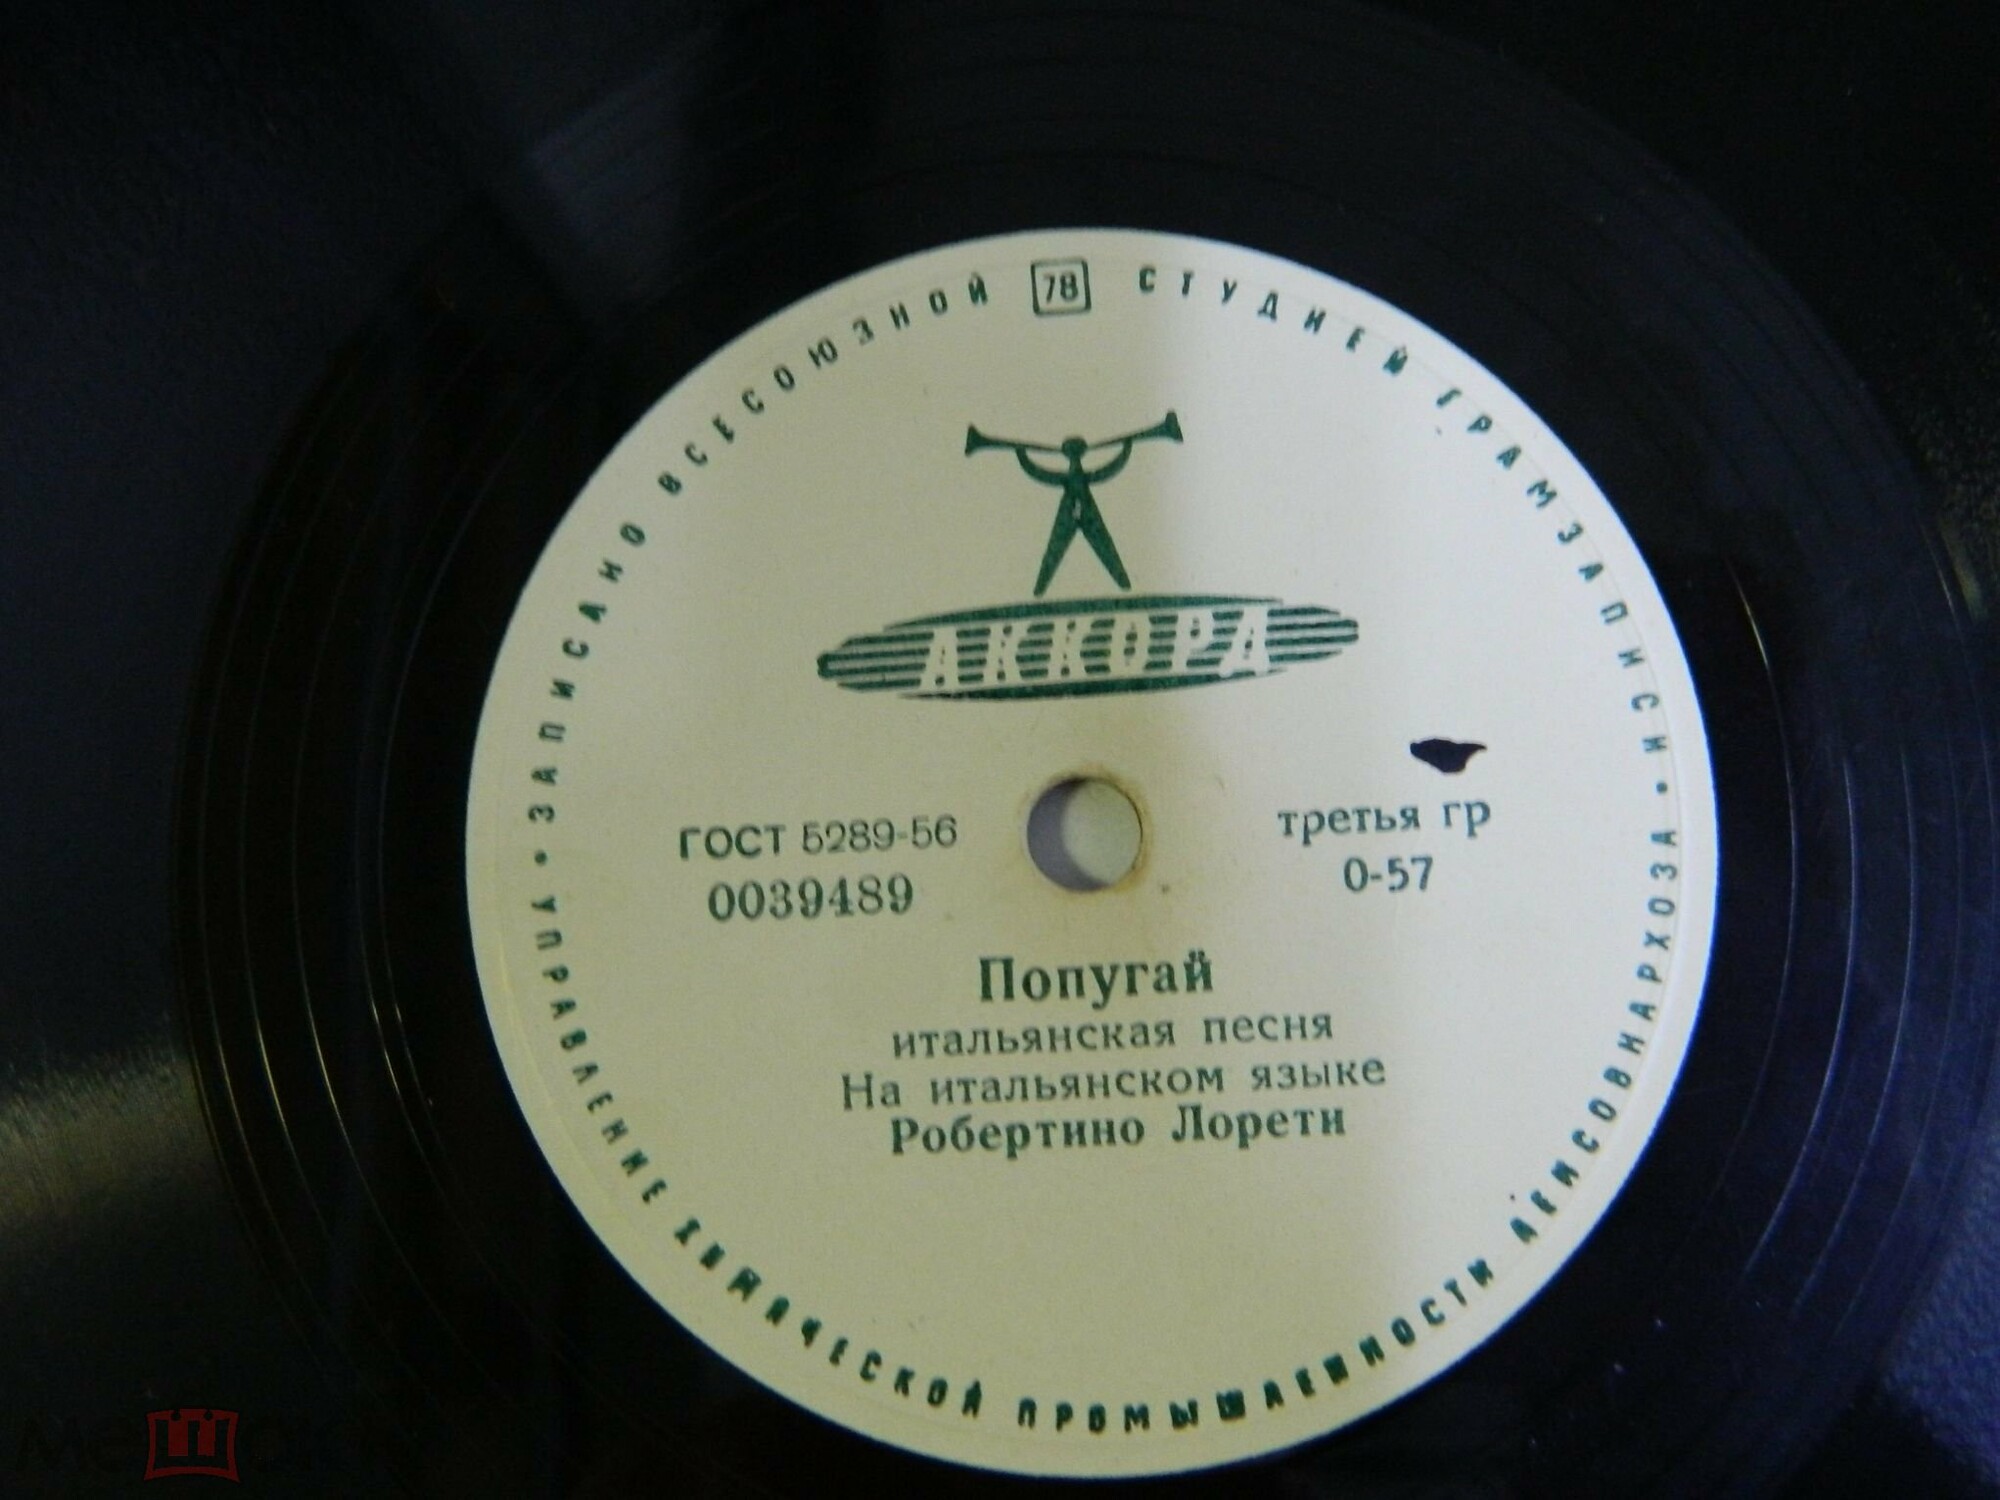 ЗАПИСАНО ВСЕСОЮЗНОЙ 78 СТУДИЕЙ ГРАМЗАПИСИ
АККОРД
ГОСТ 5289-56
0039489
третья гр
0-57
Попугай
итальянская песня
На итальянском языке
Робертино Лорети
УПРАВЛЕНИЕ ХИМИЧЕСКОЙ ПРОМЫШЛЕННОСТИ ЛЕНСОВНАРХОЗА
мешок